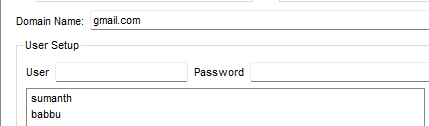 Domain Name: gmail.com
User Setup
User Password
sumanth
babbu